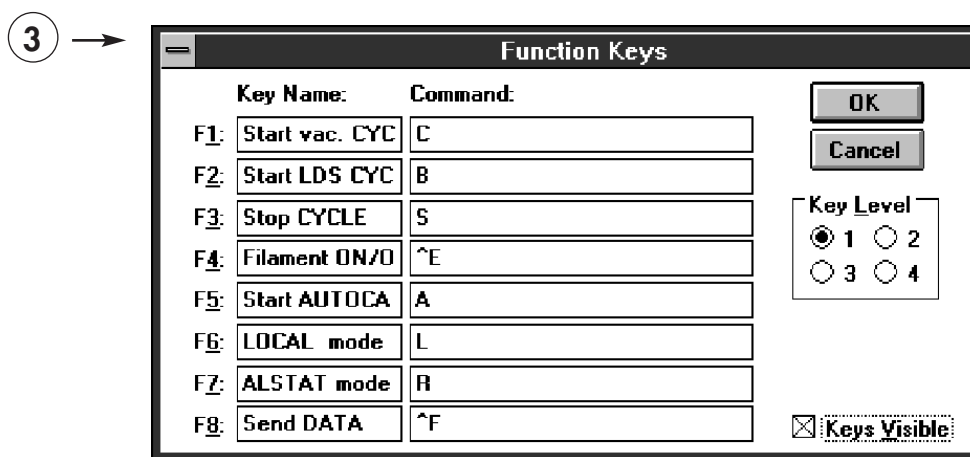 3
Function Keys
Key Name: Command:
F1: Start vac. CYC C
F2: Start LDS CYC B
F3: Stop CYCLE S
F4: Filament ON/O ^E
F5: Start AUTOCA A
F6: LOCAL mode L
F7: ALSTAT mode R
F8: Send DATA ^F
OK
Cancel
Key Level
1 2
3 4
Keys Visible